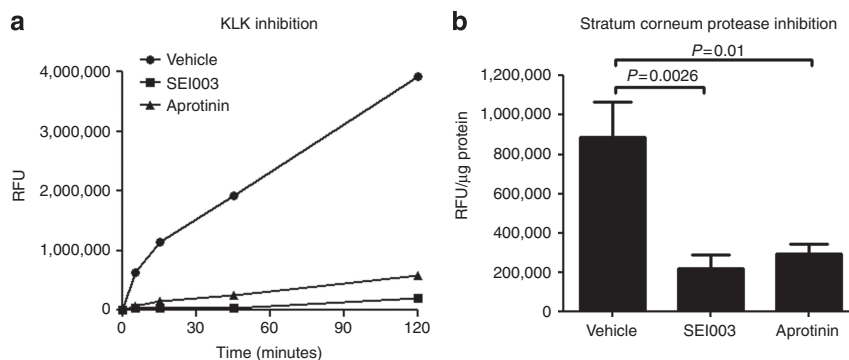 a
KLK inhibition
Vehicle
SEI003
Aprotinin
4,000,000
3,000,000
2,000,000
1,000,000
0
RFU
0 30 60 90 120
Time (minutes)
b
Stratum corneum protease inhibition
P=0.01
P=0.0026
1,200,000
1,000,000
800,000
600,000
400,000
200,000
0
RFU/µg protein
Vehicle SEI003 Aprotinin